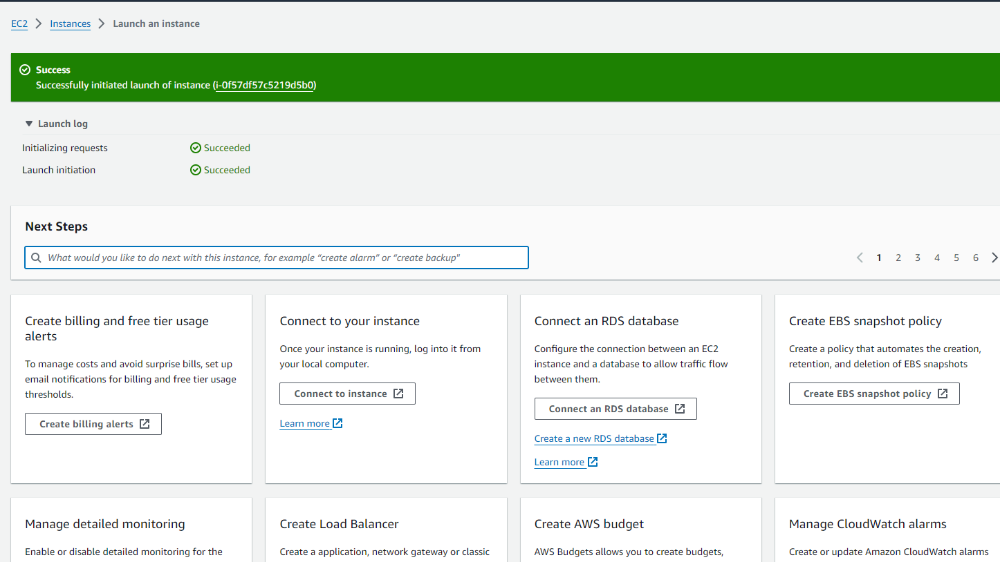 EC2 Instances Launch an instance
Success
Successfully initiated launch of instance (i-0f57df57c5219d5b0)
Launch log
Initializing requests Succeeded
Launch initiation Succeeded
Next Steps
What would you like to do next with this instance, for example “create alarm” or “create backup"
1 2 3 4 5 6
Create billing and free tier usage
alerts
To manage costs and avoid surprise bills, set up
email notifications for billing and free tier usage
thresholds.
Create billing alerts
Connect to your instance
Once your instance is running, log into it from
your local computer.
Connect to instance
Learn more
Connect an RDS database
Configure the connection between an EC2
instance and a database to allow traffic flow
between them.
Connect an RDS database
Create a new RDS database
Learn more
Create EBS snapshot policy
Create a policy that automates the creation,
retention, and deletion of EBS snapshots
Create EBS snapshot policy
Manage detailed monitoring
Enable or disable detailed monitoring for the
Create Load Balancer
Create a application, network gateway or classic
Create AWS budget
AWS Budgets allows you to create budgets,
Manage CloudWatch alarms
Create or update Amazon CloudWatch alarms